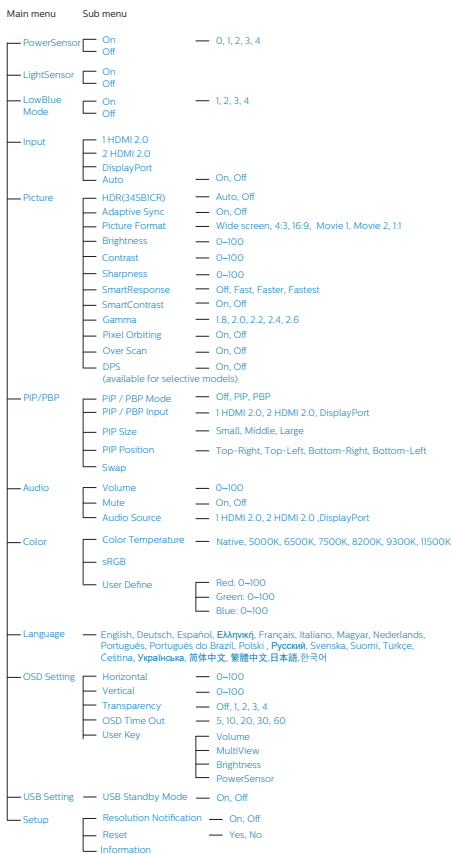 Main menu Sub menu
PowerSensor On 0, 1, 2, 3, 4
Off
LightSensor On
Off
LowBlue Mode On 1, 2, 3, 4
Off
Input 1 HDMI 2.0
2 HDMI 2.0
DisplayPort
Auto On, Off
Picture HDR(345B1CR) Auto, Off
Adaptive Sync On, Off
Picture Format Wide screen, 4:3, 16:9, Movie 1, Movie 2, 1:1
Brightness 0~100
Contrast 0~100
Sharpness 0~100
SmartResponse Off, Fast, Faster, Fastest
SmartContrast On, Off
Gamma 1.8, 2.0, 2.2, 2.4, 2.6
Pixel Orbiting On, Off
Over Scan On, Off
DPS On, Off
(available for selective models)
PIP/PBP PIP / PBP Mode Off, PIP, PBP
PIP / PBP Input 1 HDMI 2.0, 2 HDMI 2.0, DisplayPort
PIP Size Small, Middle, Large
PIP Position Top-Right, Top-Left, Bottom-Right, Bottom-Left
Swap
Audio Volume 0~100
Mute On, Off
Audio Source 1 HDMI 2.0, 2 HDMI 2.0 ,DisplayPort
Color Color Temperature Native, 5000K, 6500K, 7500K, 8200K, 9300K, 11500K
sRGB
User Define Red: 0~100
Green: 0~100
Blue: 0~100
Language English, Deutsch, Español, Ελληνική, Français, Italiano, Magyar, Nederlands,
Português, Português do Brazil, Polski , Русский, Svenska, Suomi, Türkçe,
Čeština, Українська, 简体中文, 繁體中文,日本語,한국어
OSD Setting Horizontal 0~100
Vertical 0~100
Transparency Off, 1, 2, 3, 4
OSD Time Out 5, 10, 20, 30, 60
User Key Volume
MultiView
Brightness
PowerSensor
USB Setting USB Standby Mode On, Off
Setup Resolution Notification On, Off
Reset Yes, No
Information